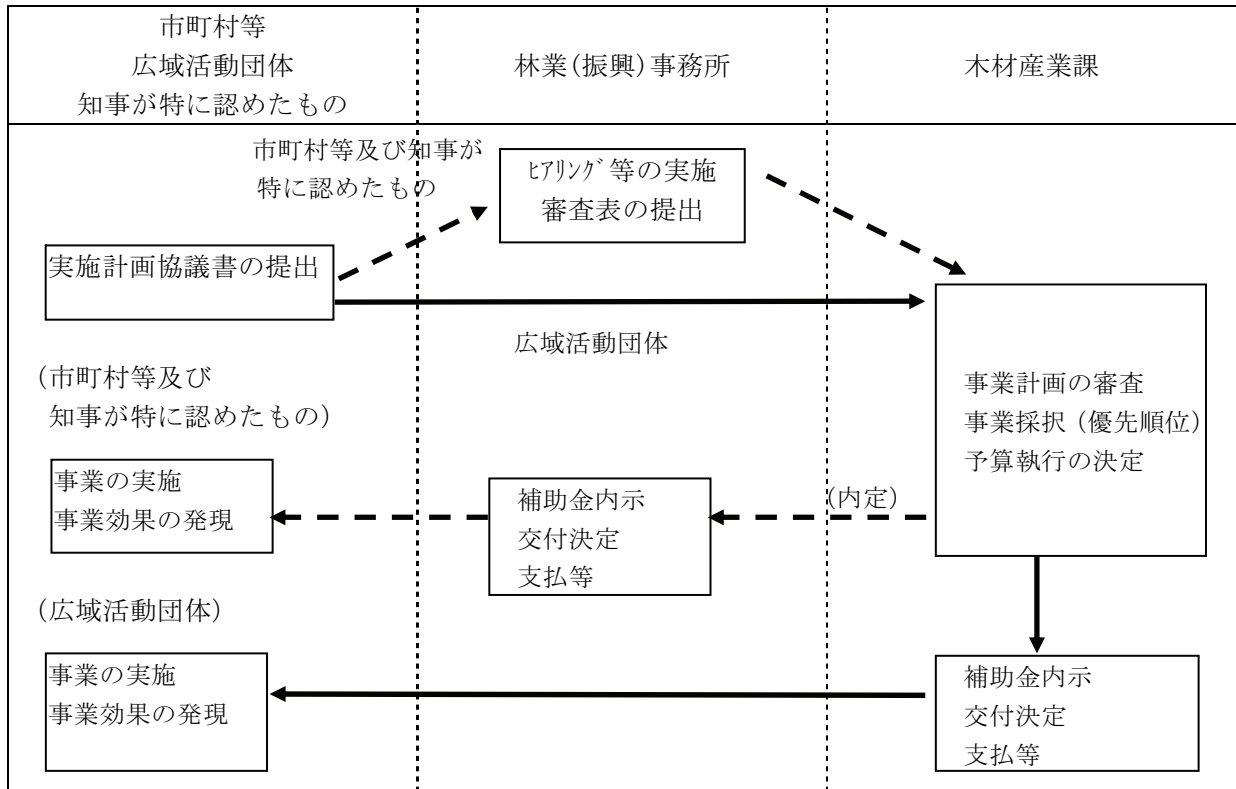 市町村等
広域活動団体
知事が特に認めたもの
林業(振興)事務所
木材産業課
市町村等及び知事が
特に認めたもの
ﾋｱﾘﾝｸﾞ等の実施
審査表の提出
実施計画協議書の提出
広域活動団体
(市町村等及び
知事が特に認めたもの)
事業計画の審査
事業採択(優先順位)
予算執行の決定
事業の実施
事業効果の発現
補助金内示
交付決定
支払等
(内定)
(広域活動団体)
事業の実施
事業効果の発現
補助金内示
交付決定
支払等